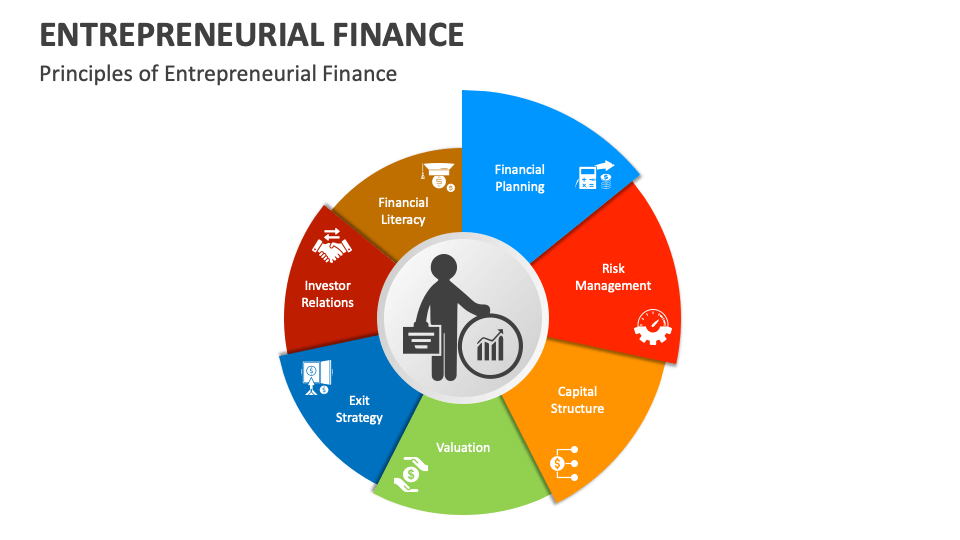 ENTREPRENEURIAL FINANCE
Principles of Entrepreneurial Finance
Financial
Planning
Risk
Management
Capital
Structure
Valuation
Exit
Strategy
Investor
Relations
Financial
Literacy